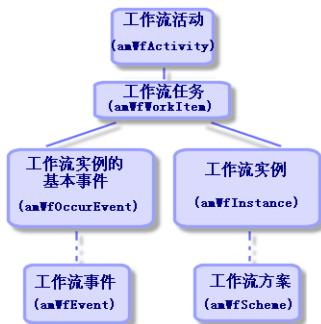 工作流活动
(amWfActivity)
工作流任务
(amWfWorkItem)
工作流实例的
基本事件
(amWfOccurEvent)
工作流实例
(amWfInstance)
工作流事件
(amWfEvent)
工作流方案
(amWfScheme)